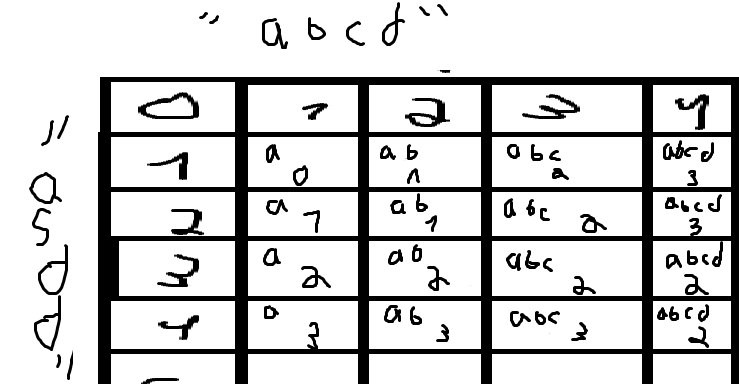 "abcd"
0 1 2 3 4
"asdd"
1 a 0 ab 1 abc 2 abcd 3
2 a 1 ab 1 abc 2 abcd 3
3 a 2 ab 2 abc 2 abcd 2
4 a 3 ab 3 abc 3 abcd 2